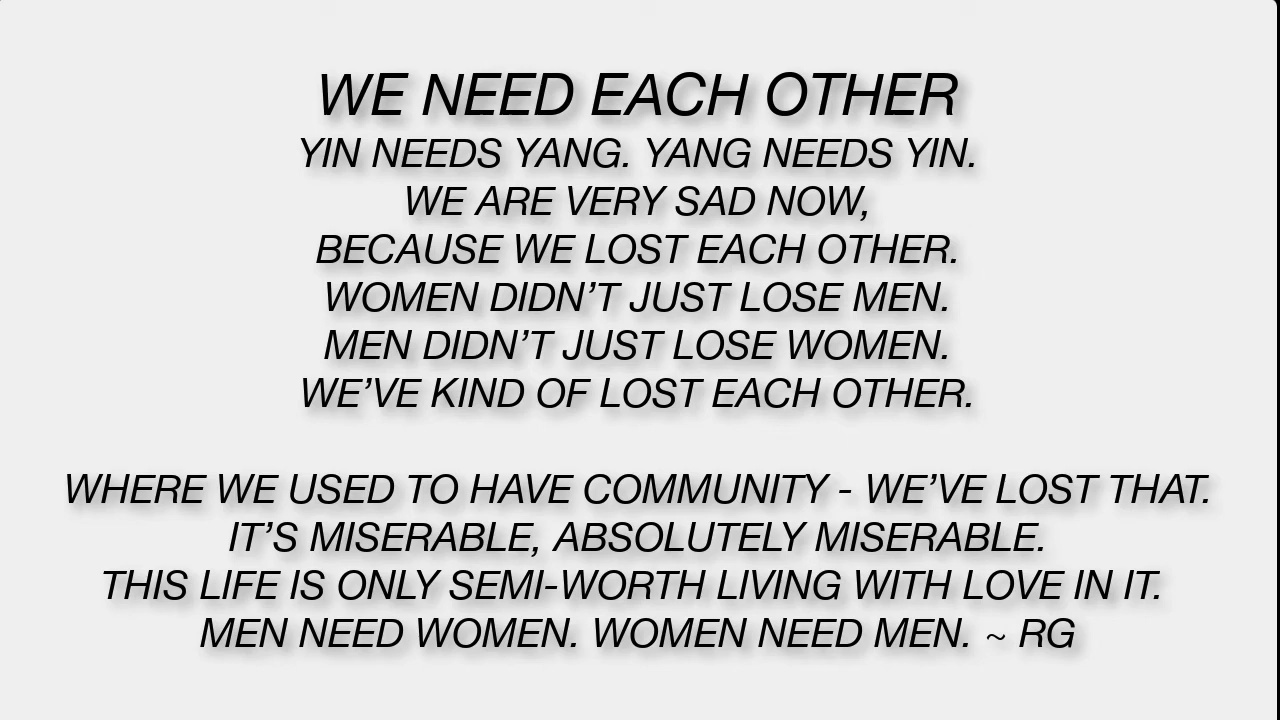 WE NEED EACH OTHER
YIN NEEDS YANG. YANG NEEDS YIN.
WE ARE VERY SAD NOW,
BECAUSE WE LOST EACH OTHER.
WOMEN DIDN’T JUST LOSE MEN.
MEN DIDN’T JUST LOSE WOMEN.
WE’VE KIND OF LOST EACH OTHER.
WHERE WE USED TO HAVE COMMUNITY - WE’VE LOST THAT.
IT’S MISERABLE, ABSOLUTELY MISERABLE.
THIS LIFE IS ONLY SEMI-WORTH LIVING WITH LOVE IN IT.
MEN NEED WOMEN. WOMEN NEED MEN. ~ RG